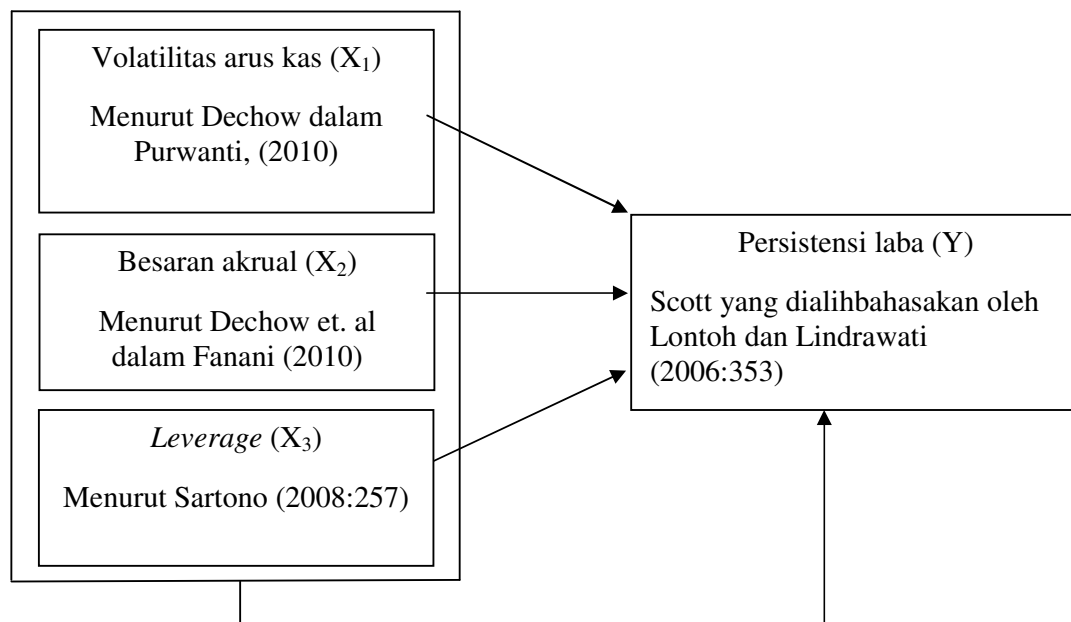 Volatilitas arus kas (X₁)
Menurut Dechow dalam
Purwanti, (2010)
Besaran akrual (X₂)
Menurut Dechow et. al
dalam Fanani (2010)
Leverage (X₃)
Menurut Sartono (2008:257)
Persistensi laba (Y)
Scott yang dialihbahasakan oleh
Lontoh dan Lindrawati
(2006:353)